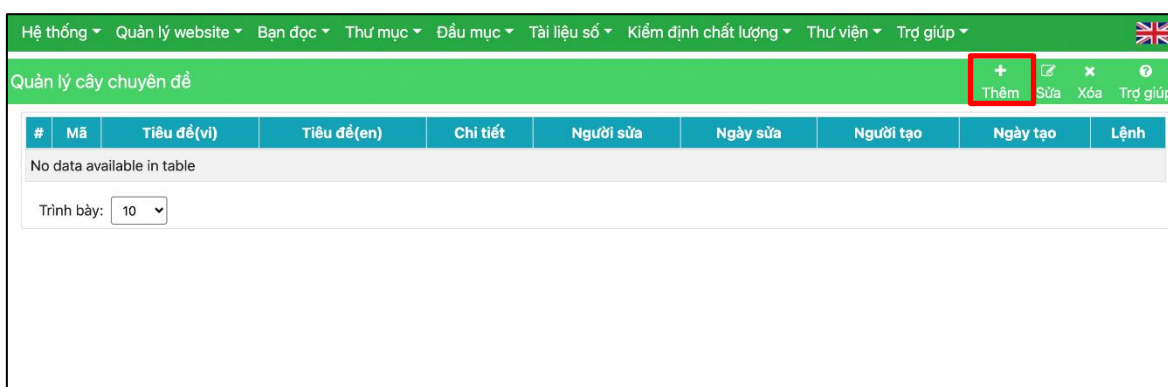 Hệ thống Quản lý website Bạn đọc Thư mục Đầu mục Tài liệu số Kiểm định chất lượng Thư viện Trợ giúp
Quản lý cây chuyên đề
Thêm Sửa Xóa Trợ giúp
# Mã Tiêu đề(vi) Tiêu đề(en) Chi tiết Người sửa Ngày sửa Người tạo Ngày tạo Lệnh
No data available in table
Trình bày: 10